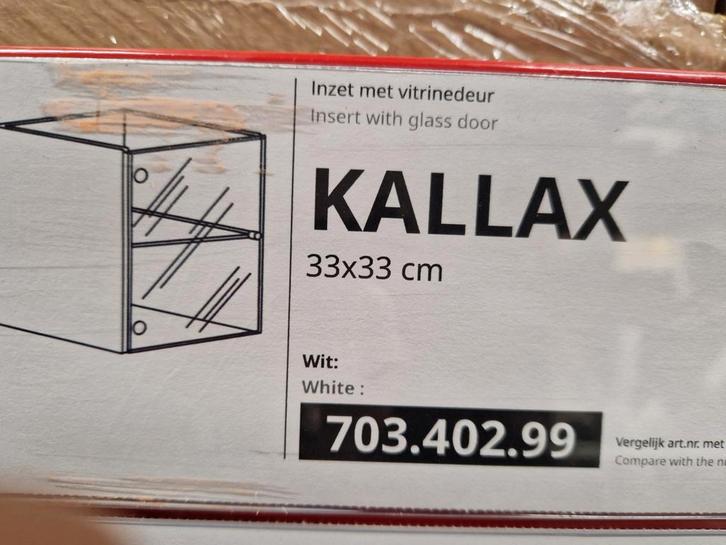 Inzet met vitrinedeur
Insert with glass door
KALLAX
33x33 cm
Wit:
White :
703.402.99
Vergelijk art.nr. met
Compare with the